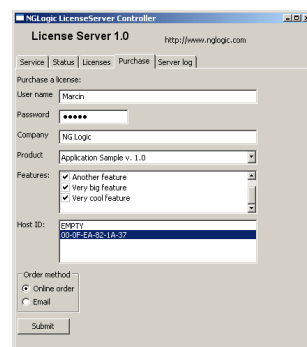 NGLogic LicenseServer Controller
License Server 1.0 http://www.nglogic.com
Service Status Licenses Purchase Server log
Purchase a license:
User name Marcin
Password ●●●●●
Company NG Logic
Product Application Sample v. 1.0
Features: Another feature
Very big feature
Very cool feature
Host ID: EMPTY
00-0F-EA-82-1A-37
Order method
Online order
Email
Submit